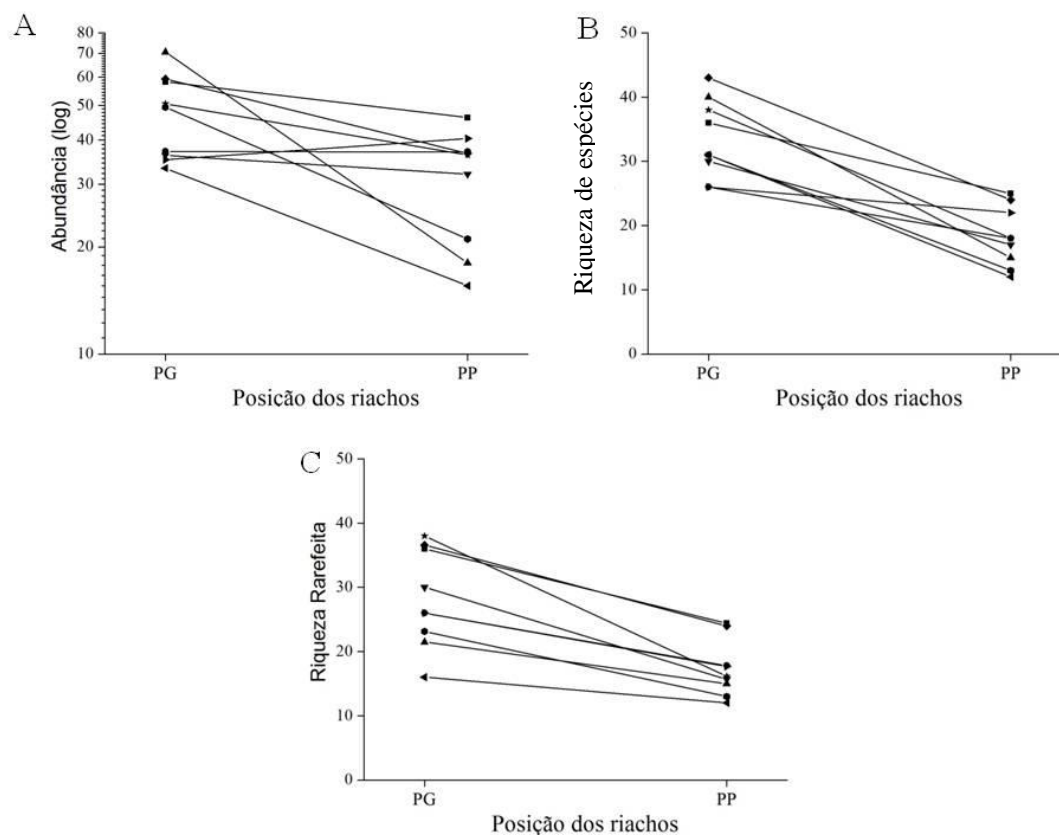 A
Abundância (log)
80
70
60
50
40
30
20
10
PG
PP
Posicão dos riachos
B
Riqueza de espécies
50
40
30
20
10
0
PG
PP
Posição dos riachos
C
Riqueza Rarefeita
50
40
30
20
10
0
PG
PP
Posição dos riachos